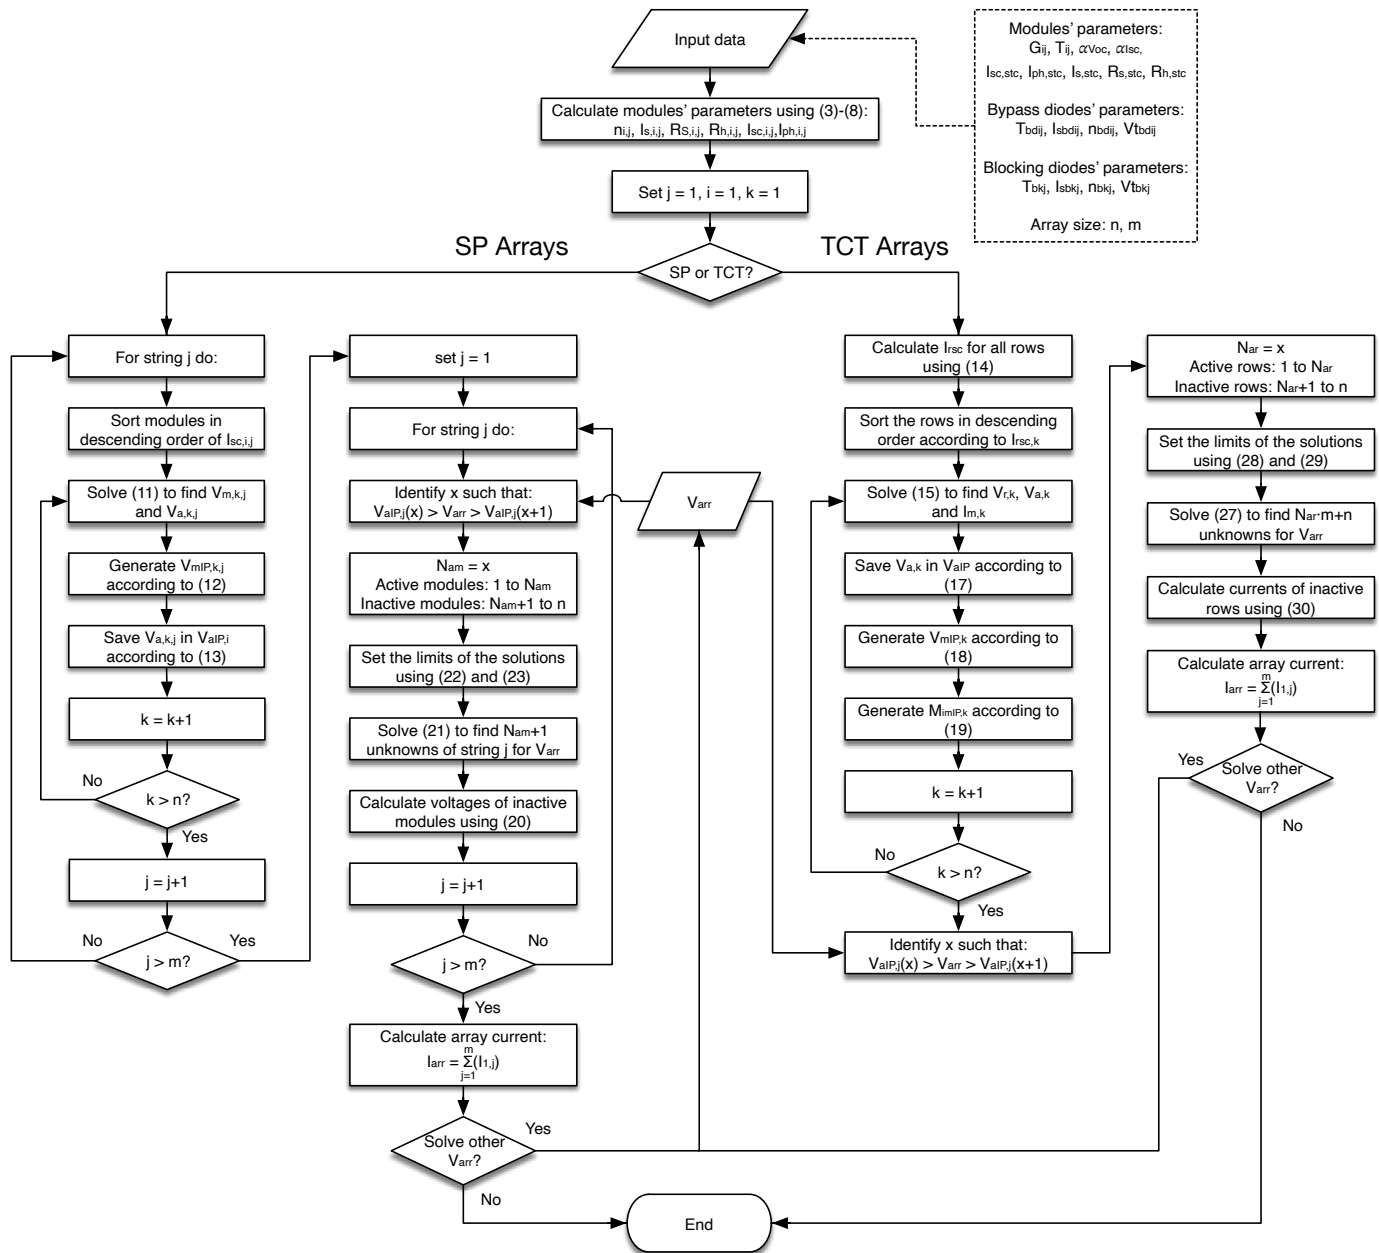 Input data
Modules' parameters:
Gij, Tij, αVoc, αIsc,
Isc,stc, Iph,stc, Is,stc, Rs,stc, Rh,stc
Bypass diodes' parameters:
Tbdij, Isbdij, nbdij, Vtbdij
Blocking diodes' parameters:
Tbkj, Isbkj, nbkj, Vtbkj
Array size: n, m
Calculate modules' parameters using (3)-(8):
ni,j, Is,i,j, RS,i,j, Rh,i,j, Isc,i,j,Iph,i,j
Set j = 1, i = 1, k = 1
SP Arrays
TCT Arrays
SP or TCT?
For string j do:
Sort modules in
descending order of Isc,i,j
Solve (11) to find Vm,k,j
and Va,k,j
Generate VmIP,k,j
according to (12)
Save Va,k,j in VaIP,i
according to (13)
k = k+1
No
k > n?
Yes
j = j+1
No
Yes
j > m?
set j = 1
For string j do:
Identify x such that:
VaIP,j(x) > Varr > VaIP,j(x+1)
Nam = x
Active modules: 1 to Nam
Inactive modules: Nam+1 to n
Set the limits of the solutions
using (22) and (23)
Solve (21) to find Nam+1
unknowns of string j for Varr
Calculate voltages of inactive
modules using (20)
j = j+1
No
j > m?
Yes
Calculate array current:
Iarr = Σ(I1,j)
m
j=1
Solve other
Varr?
Yes
No
Varr
Calculate Irsc for all rows
using (14)
Sort the rows in descending
order according to Irsc,k
Solve (15) to find Vr,k, Va,k
and Im,k
Save Va,k in VaIP according to
(17)
Generate VmIP,k according to
(18)
Generate MimIP,k according to
(19)
k = k+1
No
k > n?
Yes
Identify x such that:
VaIP,j(x) > Varr > VaIP,j(x+1)
Nar = x
Active rows: 1 to Nar
Inactive rows: Nar+1 to n
Set the limits of the solutions
using (28) and (29)
Solve (27) to find Nar·m+n
unknowns for Varr
Calculate currents of inactive
rows using (30)
Calculate array current:
Iarr = Σ(I1,j)
m
j=1
Yes
Solve other
Varr?
No
End